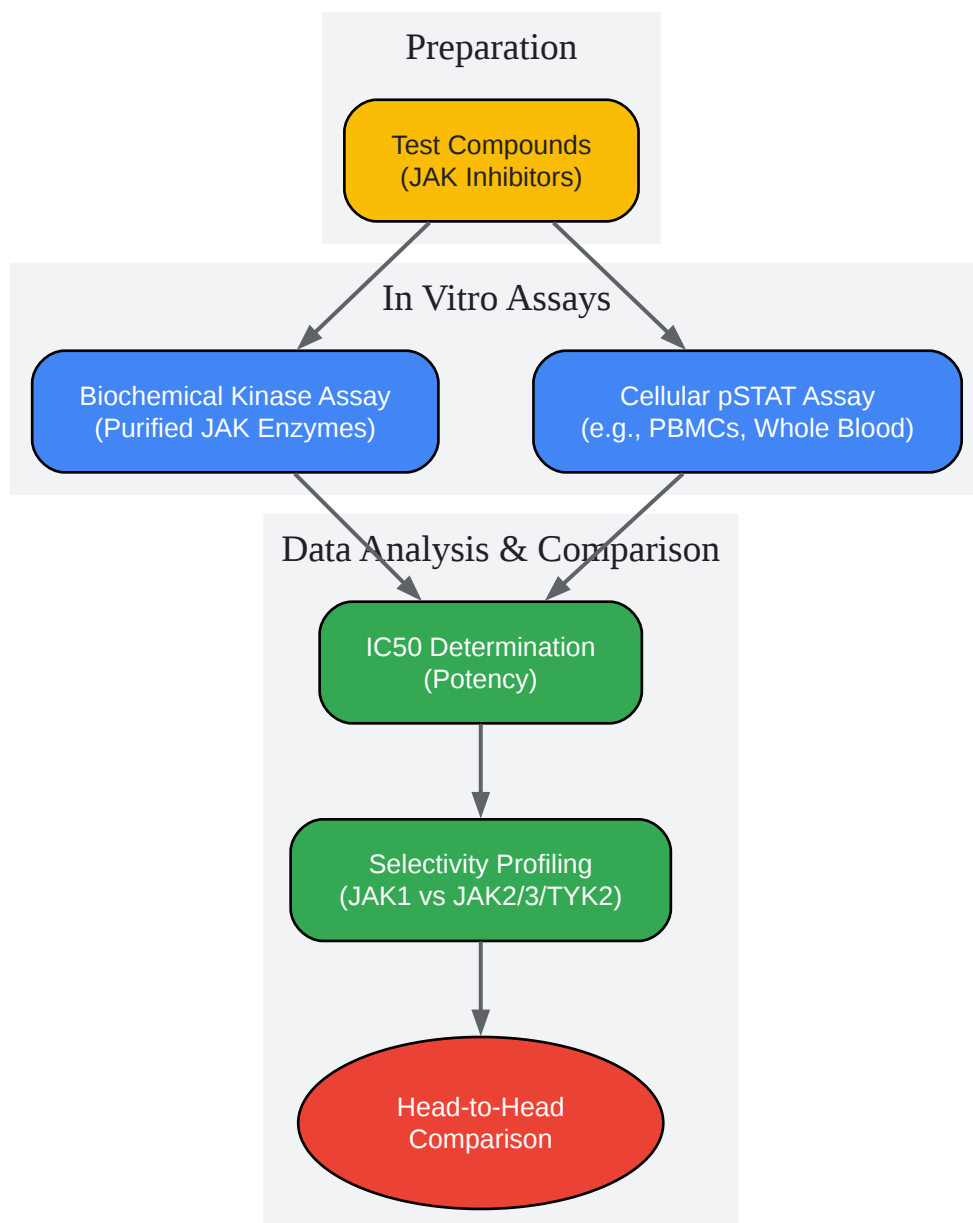 Preparation
Test Compounds
(JAK Inhibitors)
In Vitro Assays
Biochemical Kinase Assay
(Purified JAK Enzymes)
Cellular pSTAT Assay
(e.g., PBMCs, Whole Blood)
Data Analysis & Comparison
IC50 Determination
(Potency)
Selectivity Profiling
(JAK1 vs JAK2/3/TYK2)
Head-to-Head
Comparison